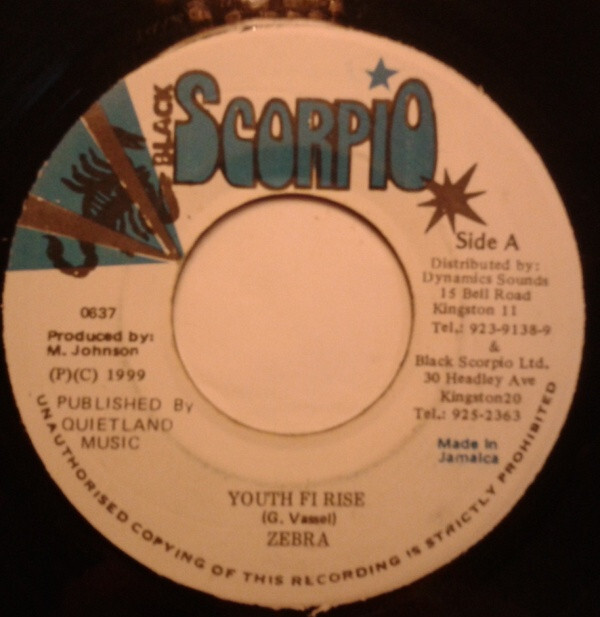 BLACK
SCORPIO
Side A
Distributed by:
Dynamics Sounds
15 Bell Road
Kingston 11
Tel.: 923-9138-9
&
Black Scorpio Ltd.
30 Headley Ave
Kingston20
Tel.: 925-2363
Made in
Jamaica
0637
Produced by:
M. Johnson
(P)(C) 1999
PUBLISHED By
QUIETLAND
MUSIC
YOUTH FI RISE
(G. Vassel)
ZEBRA
UNAUTHORISED COPYING OF THIS RECORDING IS STRICTLY PROHIBITED